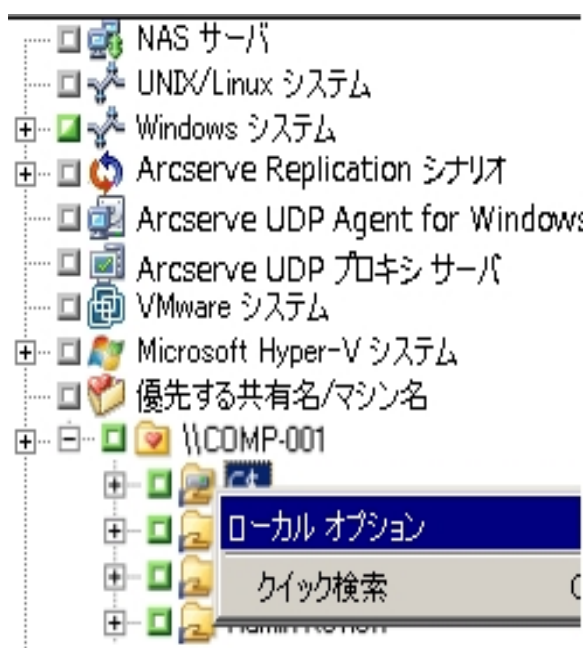 NAS サーバ
UNIX/Linux システム
Windows システム
Arcserve Replication シナリオ
Arcserve UDP Agent for Windows
Arcserve UDP プロキシ サーバ
VMware システム
Microsoft Hyper-V システム
優先する共有名/マシン名
\\COMP-001
ローカル オプション
クイック検索